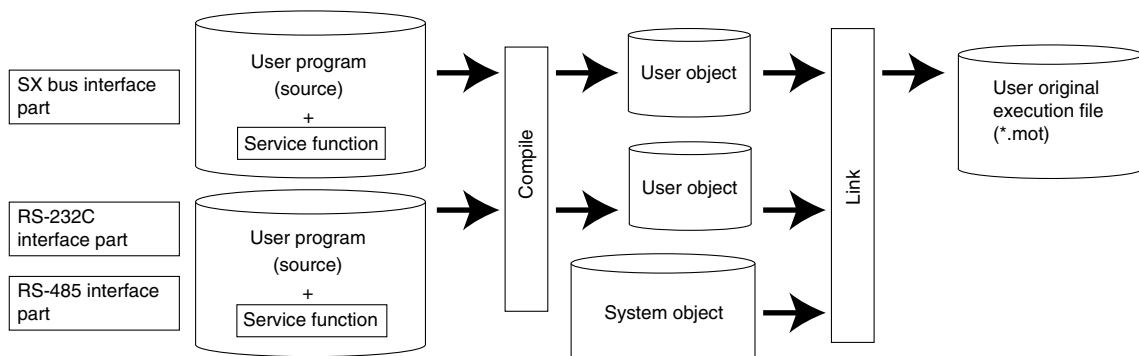 SX bus interface
part
User program
(source)
+
Service function
RS-232C
interface part
RS-485 interface
part
User program
(source)
+
Service function
Compile
User object
User object
System object
Link
User original
execution file
(*.mot)